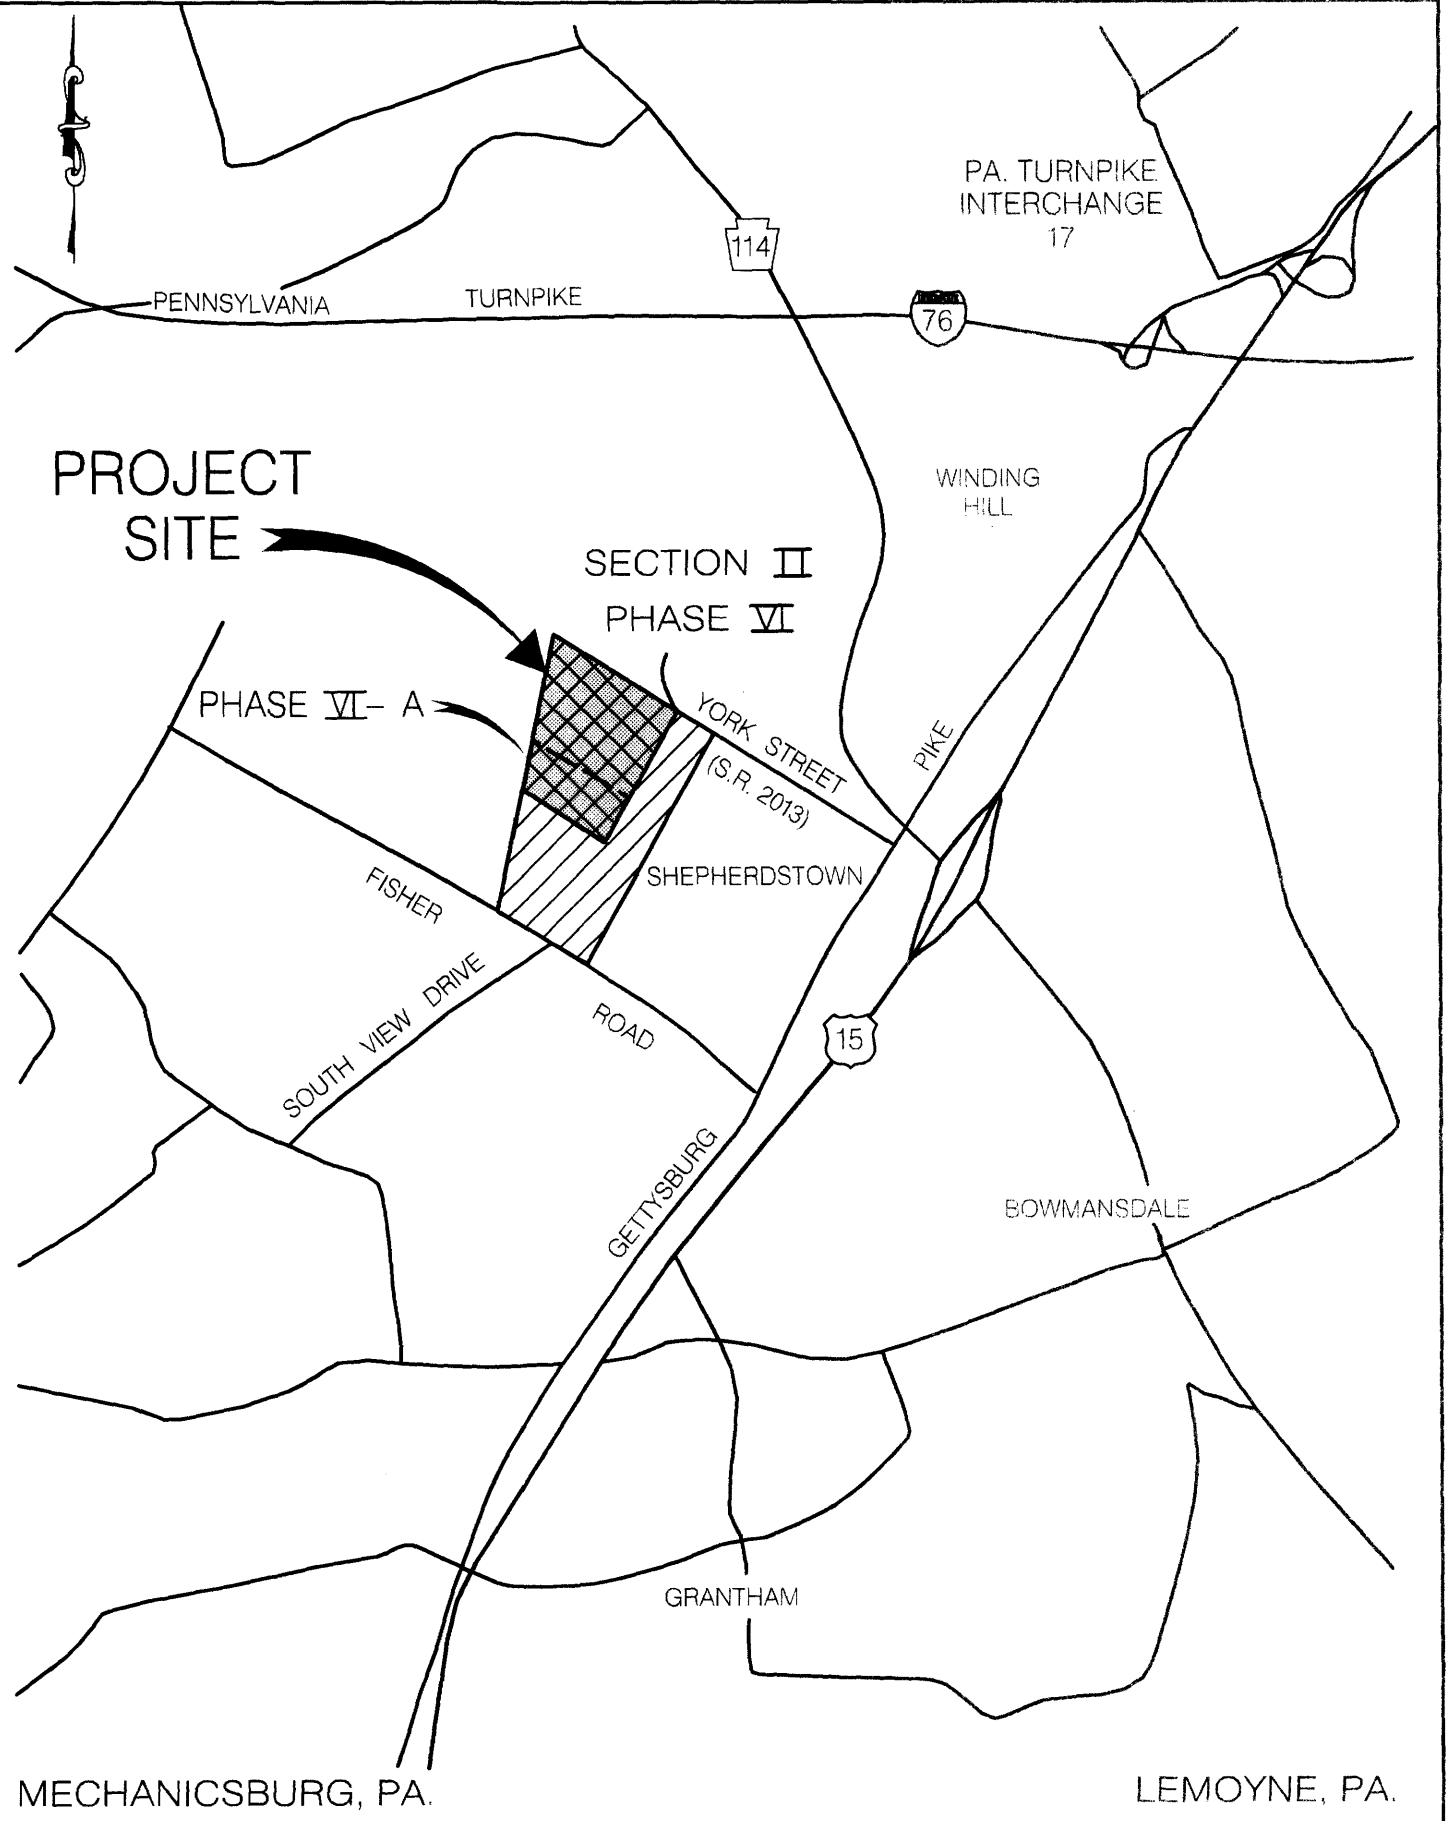 PA. TURNPIKE
INTERCHANGE
17
114
PENNSYLVANIA TURNPIKE
76
PROJECT
SITE
WINDING
HILL
SECTION II
PHASE VI
PHASE VI - A
YORK STREET
(S.R. 2013)
PIKE
SHEPHERDSTOWN
FISHER
SOUTH VIEW DRIVE
ROAD
15
GETTYSBURG
BOWMANSDALE
GRANTHAM
MECHANICSBURG, PA.
LEMOYNE, PA.